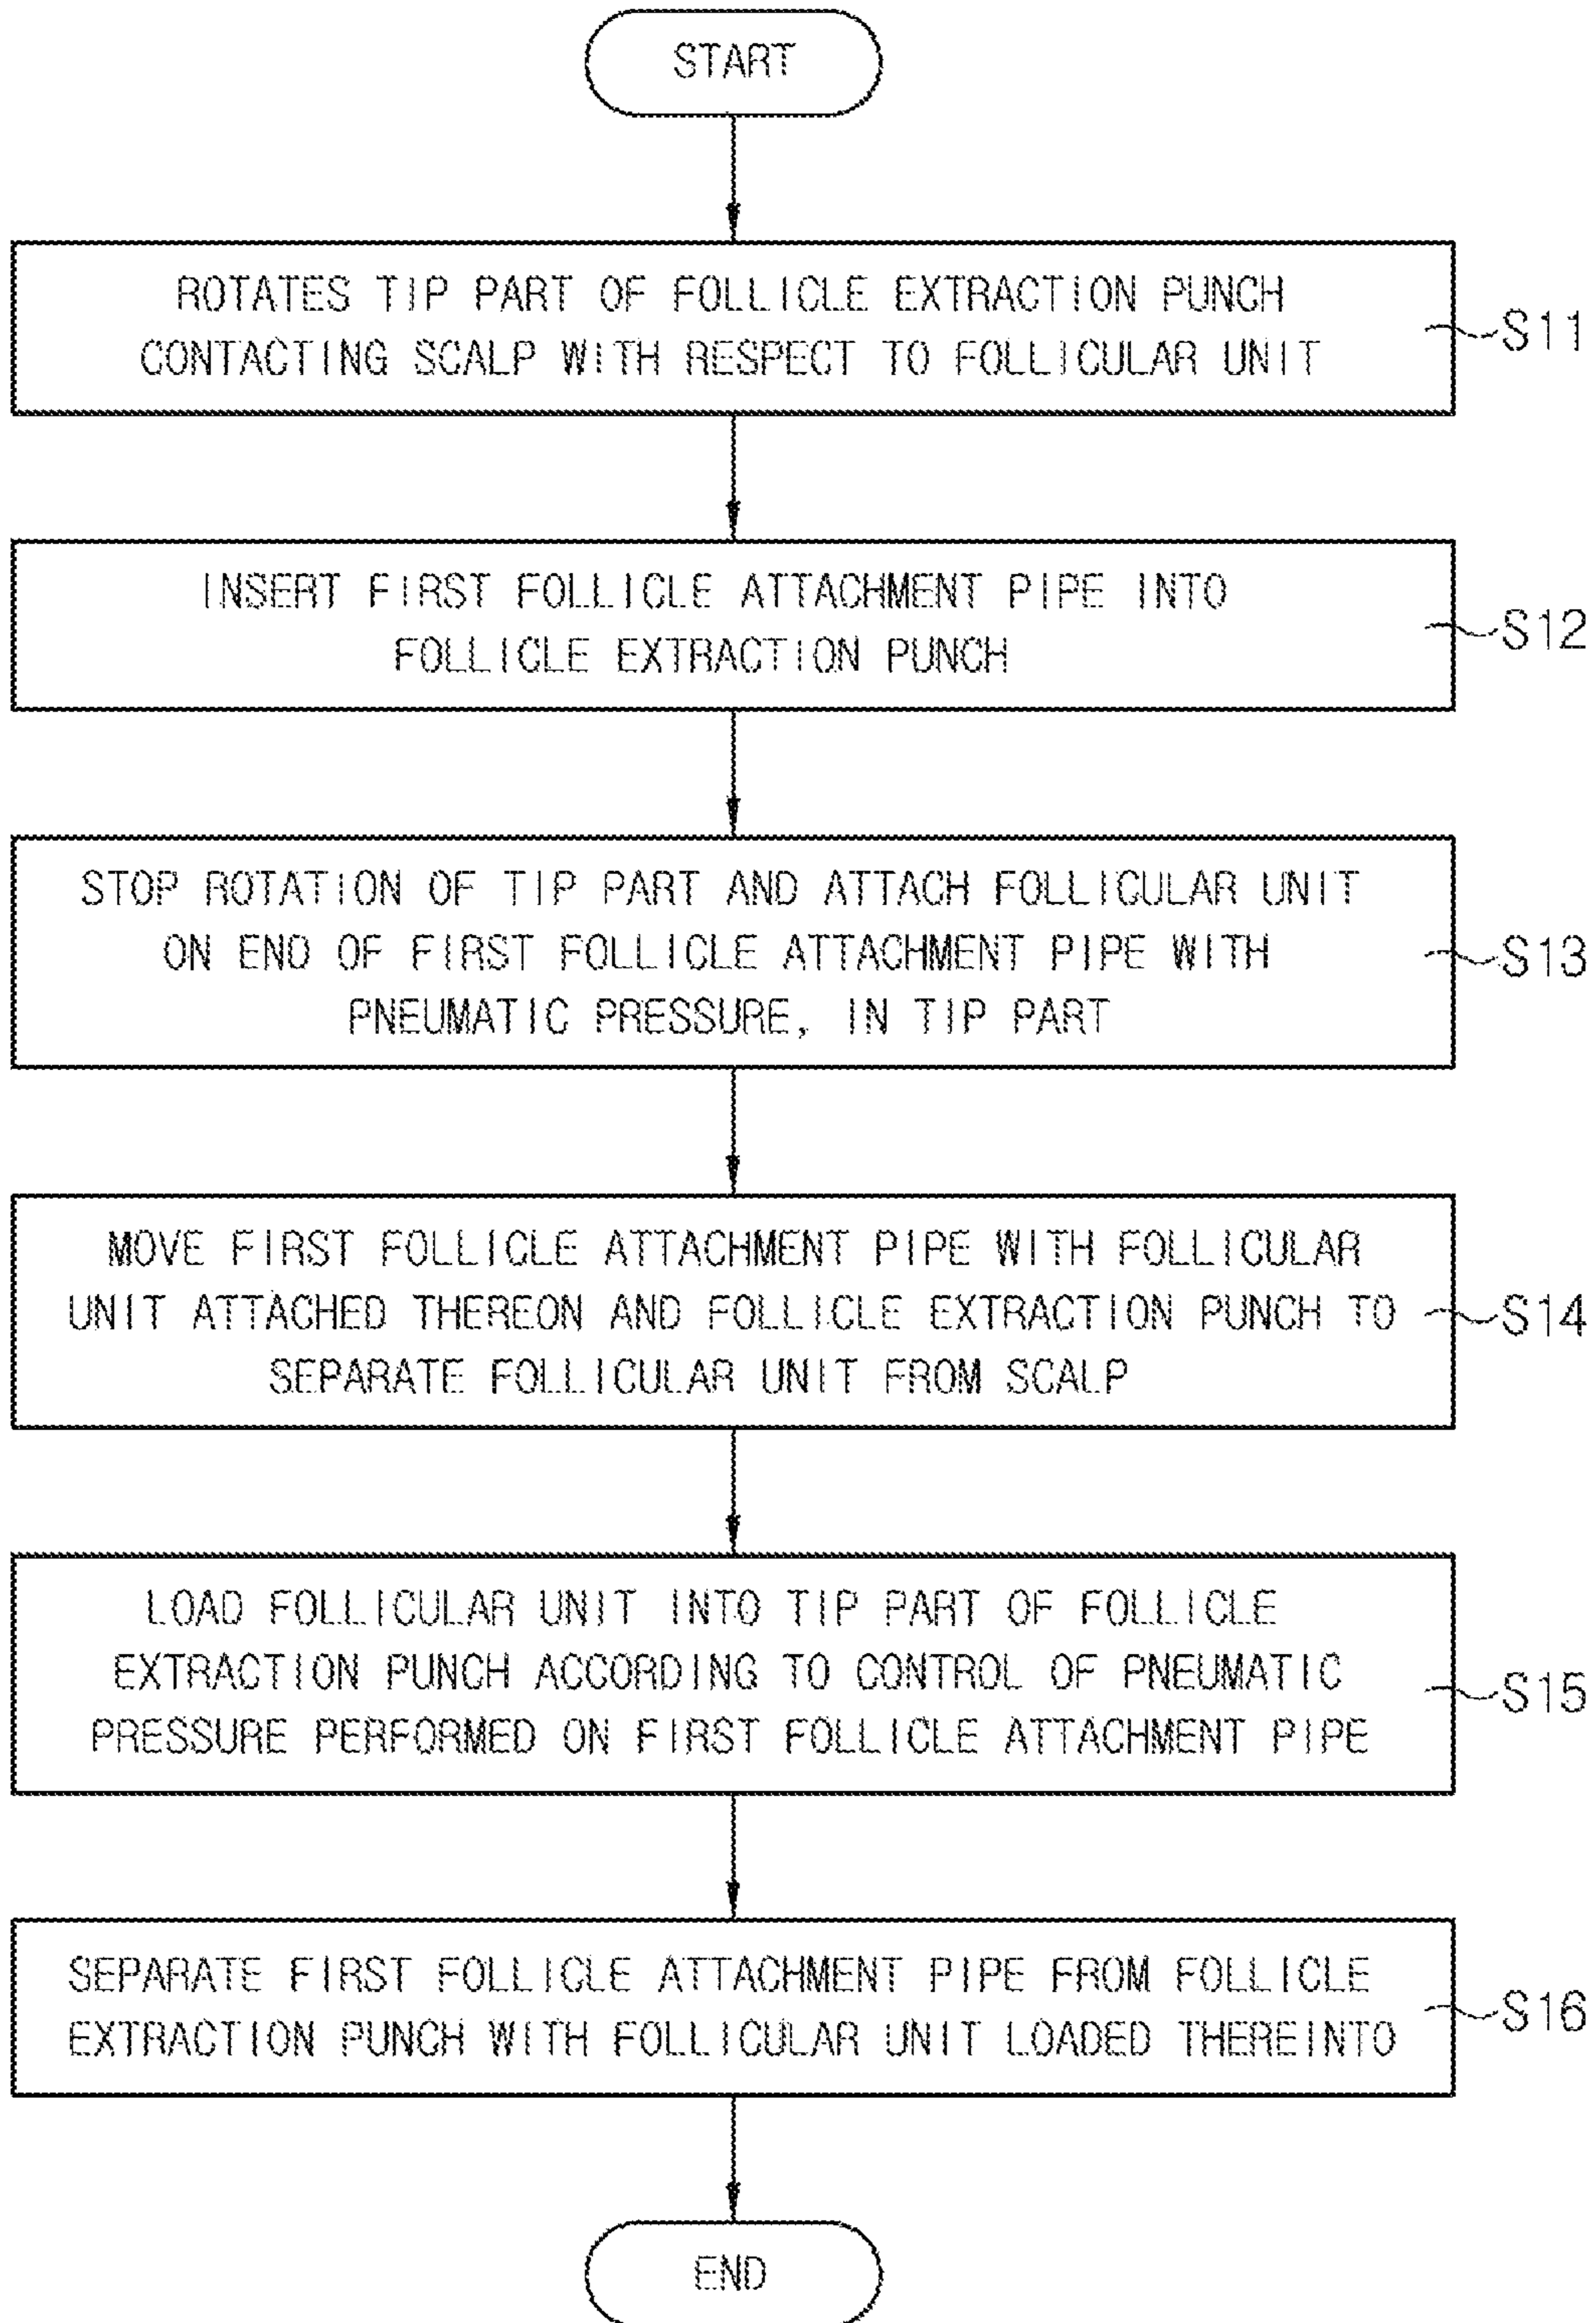 START
ROTATES TIP PART OF FOLLICLE EXTRACTION PUNCH
CONTACTING SCALP WITH RESPECT TO FOLLICULAR UNIT
S11
INSERT FIRST FOLLICLE ATTACHMENT PIPE INTO
FOLLICLE EXTRACTION PUNCH
S12
STOP ROTATION OF TIP PART AND ATTACH FOLLICULAR UNIT
ON END OF FIRST FOLLICLE ATTACHMENT PIPE WITH
PNEUMATIC PRESSURE, IN TIP PART
S13
MOVE FIRST FOLLICLE ATTACHMENT PIPE WITH FOLLICULAR
UNIT ATTACHED THEREON AND FOLLICLE EXTRACTION PUNCH TO
SEPARATE FOLLICULAR UNIT FROM SCALP
S14
LOAD FOLLICULAR UNIT INTO TIP PART OF FOLLICLE
EXTRACTION PUNCH ACCORDING TO CONTROL OF PNEUMATIC
PRESSURE PERFORMED ON FIRST FOLLICLE ATTACHMENT PIPE
S15
SEPARATE FIRST FOLLICLE ATTACHMENT PIPE FROM FOLLICLE
EXTRACTION PUNCH WITH FOLLICULAR UNIT LOADED THEREINTO
S16
END